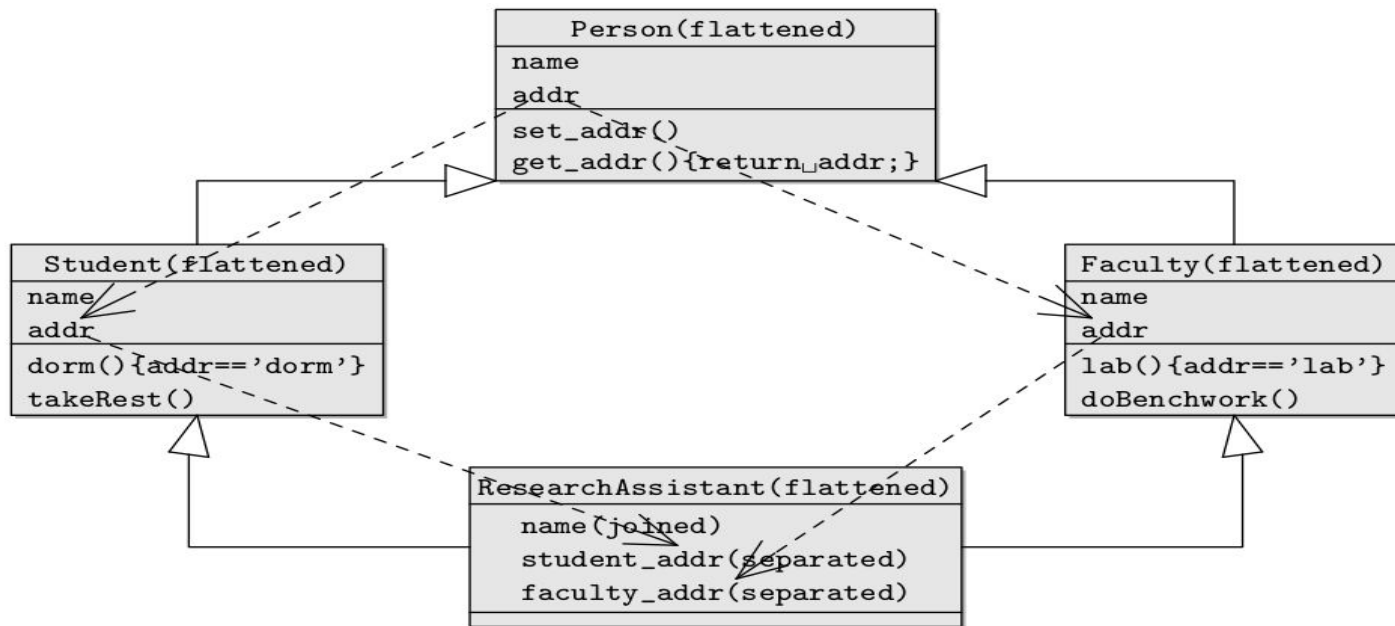 Person(flattened)
name
addr
set_addr()
get_addr(){return␣addr;}
Student(flattened)
name
addr
dorm(){addr=='dorm'}
takeRest()
Faculty(flattened)
name
addr
lab(){addr=='lab'}
doBenchwork()
ResearchAssistant(flattened)
name(joined)
student_addr(separated)
faculty_addr(separated)